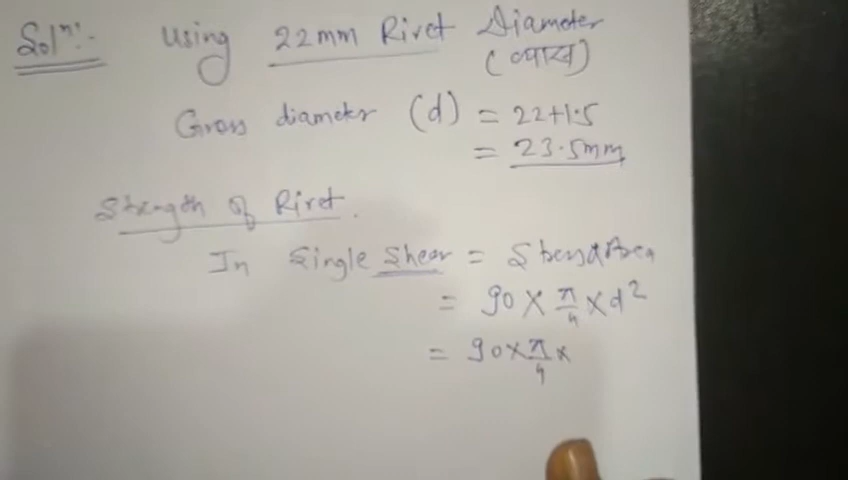 Solⁿ:- Using 22mm Rivet Diameter
(व्यास)
Gross diameter (d) = 22+1.5
= 23.5mm
Strength of Rivet.
In Single Shear = Area
= 90 × π/4 × d²
= 90 × π/4 ×